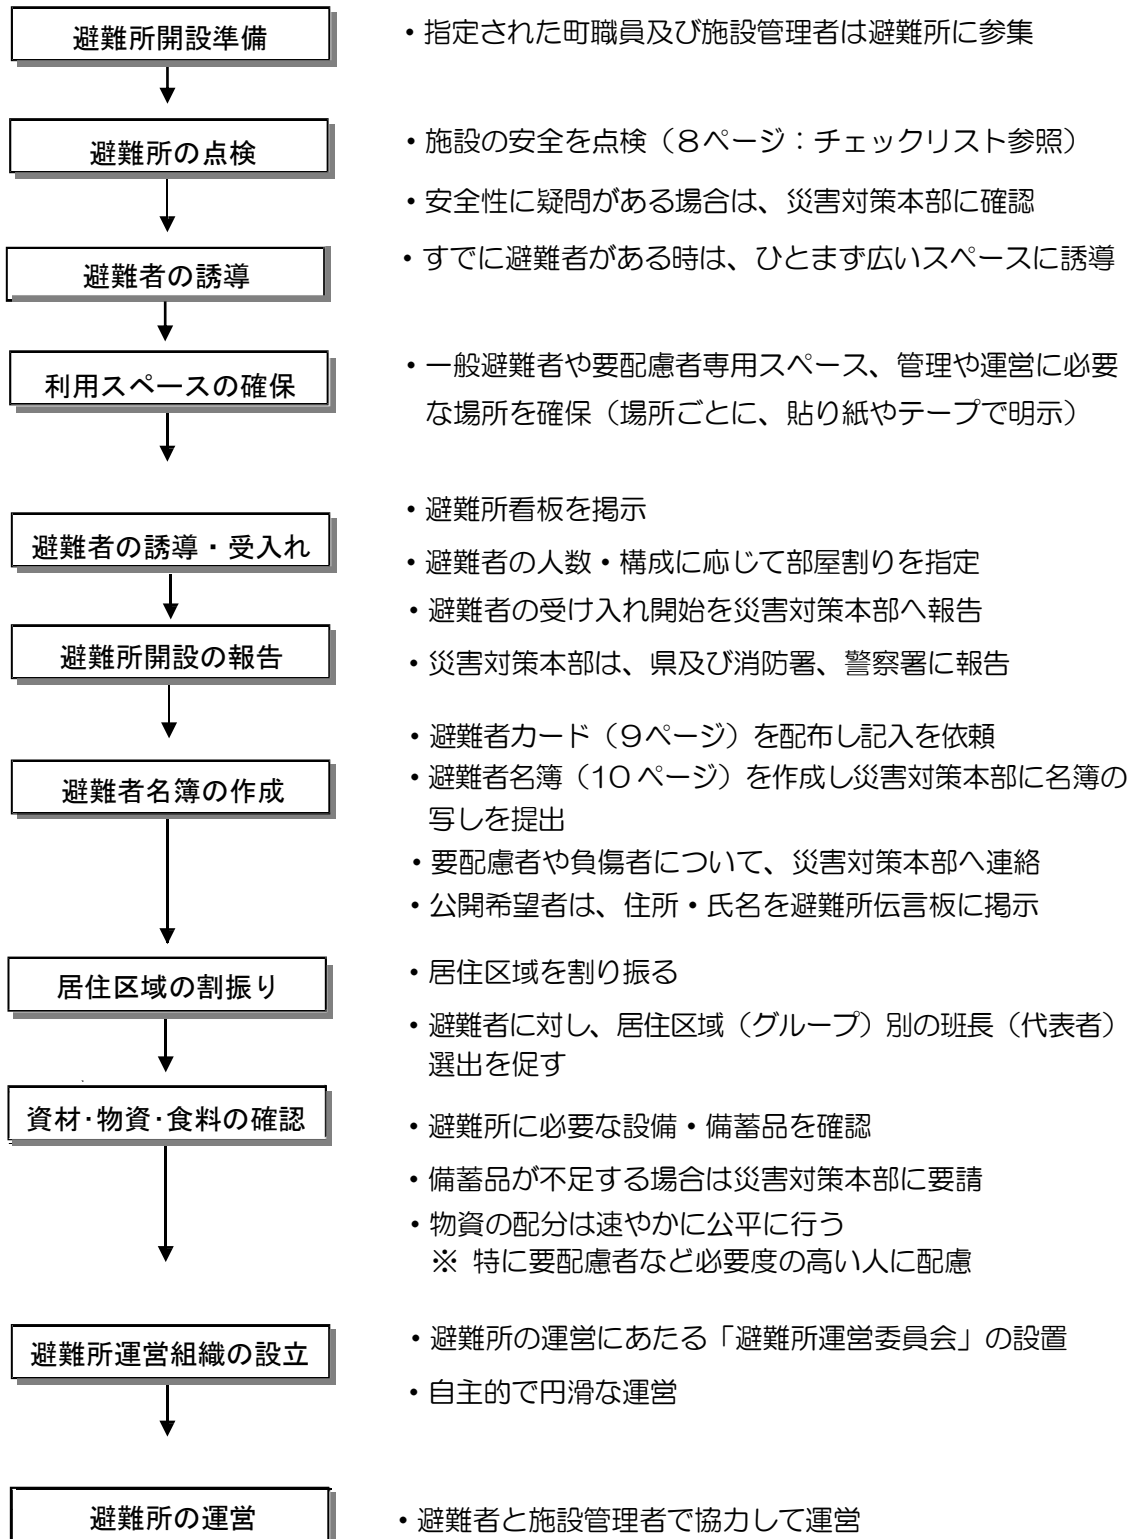 避難所開設準備
・指定された町職員及び施設管理者は避難所に参集
避難所の点検
・施設の安全を点検（８ページ：チェックリスト参照）
・安全性に疑問がある場合は、災害対策本部に確認
避難者の誘導
・すでに避難者がある時は、ひとまず広いスペースに誘導
利用スペースの確保
・一般避難者や要配慮者専用スペース、管理や運営に必要
な場所を確保（場所ごとに、貼り紙やテープで明示）
避難者の誘導・受入れ
・避難所看板を掲示
・避難者の人数・構成に応じて部屋割りを指定
・避難者の受け入れ開始を災害対策本部へ報告
避難所開設の報告
・災害対策本部は、県及び消防署、警察署に報告
避難者名簿の作成
・避難者カード（９ページ）を配布し記入を依頼
・避難者名簿（10 ページ）を作成し災害対策本部に名簿の
写しを提出
・要配慮者や負傷者について、災害対策本部へ連絡
・公開希望者は、住所・氏名を避難所伝言板に掲示
居住区域の割振り
・居住区域を割り振る
・避難者に対し、居住区域（グループ）別の班長（代表者）
選出を促す
資材･物資･食料の確認
・避難所に必要な設備・備蓄品を確認
・備蓄品が不足する場合は災害対策本部に要請
・物資の配分は速やかに公平に行う
※ 特に要配慮者など必要度の高い人に配慮
避難所運営組織の設立
・避難所の運営にあたる「避難所運営委員会」の設置
・自主的で円滑な運営
避難所の運営
・避難者と施設管理者で協力して運営